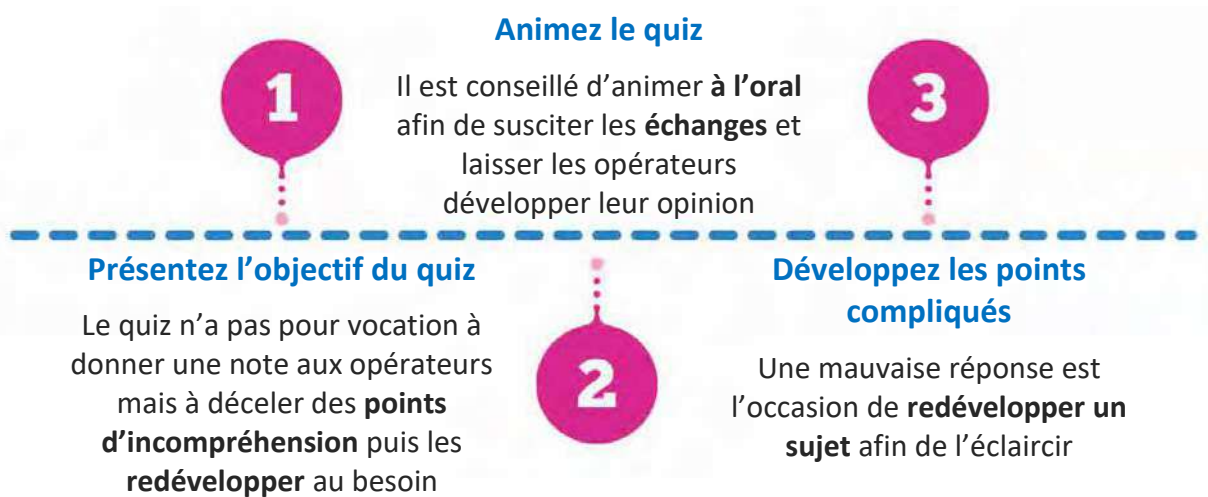 1
Présentez l’objectif du quiz
Le quiz n’a pas pour vocation à
donner une note aux opérateurs
mais à déceler des points
d’incompréhension puis les
redévelopper au besoin
2
Animez le quiz
Il est conseillé d’animer à l’oral
afin de susciter les échanges et
laisser les opérateurs
développer leur opinion
3
Développez les points
compliqués
Une mauvaise réponse est
l’occasion de redévelopper un
sujet afin de l’éclaircir